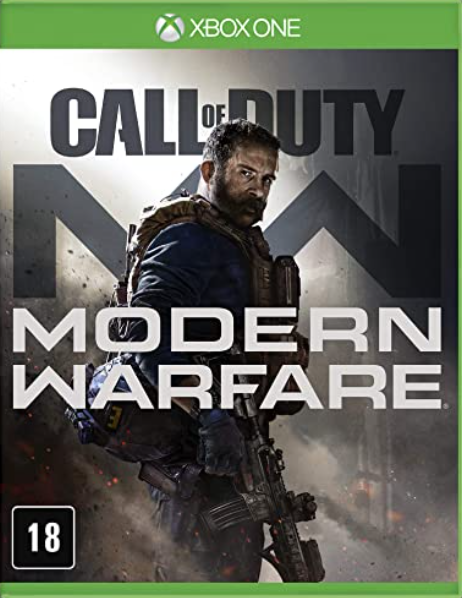 XBOX ONE
CALL OF DUTY
MW
MODERN
WARFARE
18